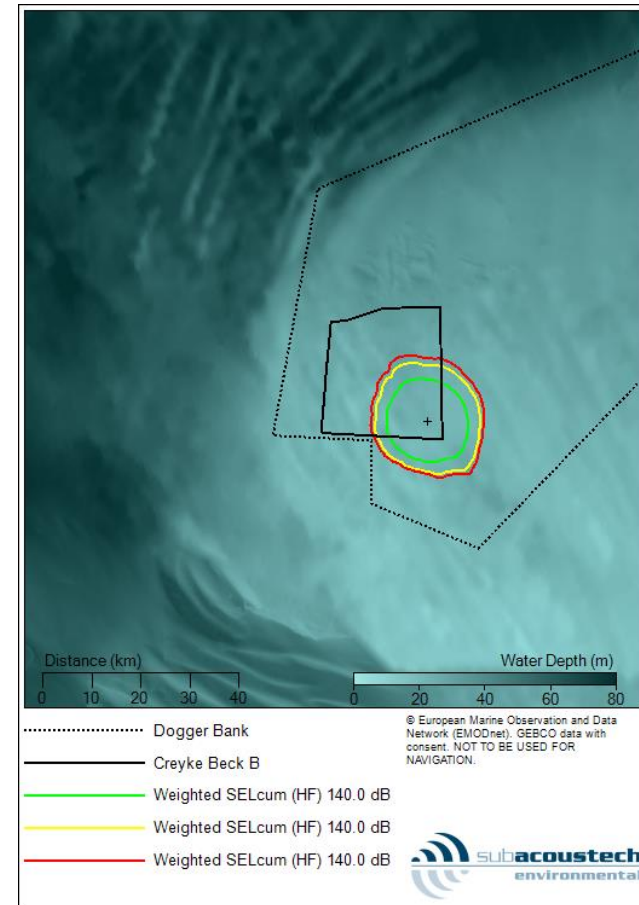 Distance (km)
0 10 20 30 40
Water Depth (m)
0 20 40 60 80
Dogger Bank
Creyke Beck B
Weighted SELcum (HF) 140.0 dB
Weighted SELcum (HF) 140.0 dB
Weighted SELcum (HF) 140.0 dB
© European Marine Observation and Data
Network (EMODnet). GEBCO data with
consent. NOT TO BE USED FOR
NAVIGATION.
subacoustech
environmental